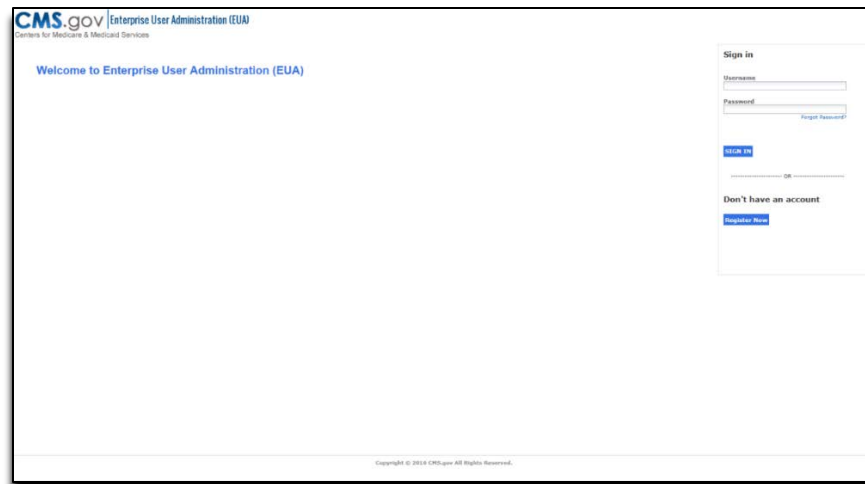 CMS.gov Enterprise User Administration (EUA)
Centers for Medicare & Medicaid Services
Welcome to Enterprise User Administration (EUA)
Sign in
Username
Password
Forgot Password?
SIGN IN
OR
Don't have an account
Register Now
Copyright © 2016 CMS.gov All Rights Reserved.